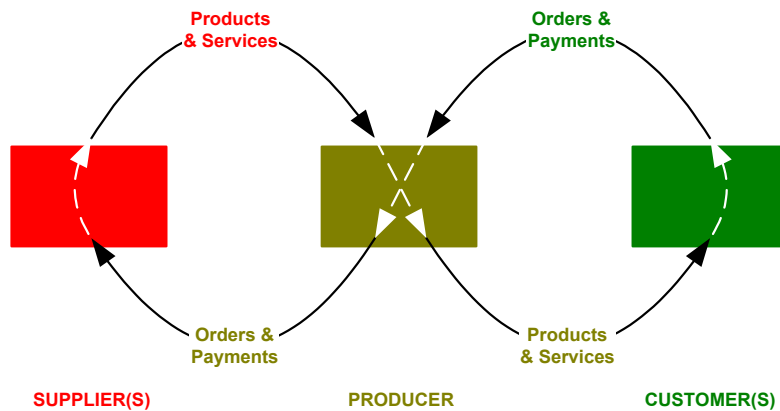 Products
& Services
Orders &
Payments
Orders &
Payments
Products
& Services
SUPPLIER(S)
PRODUCER
CUSTOMER(S)